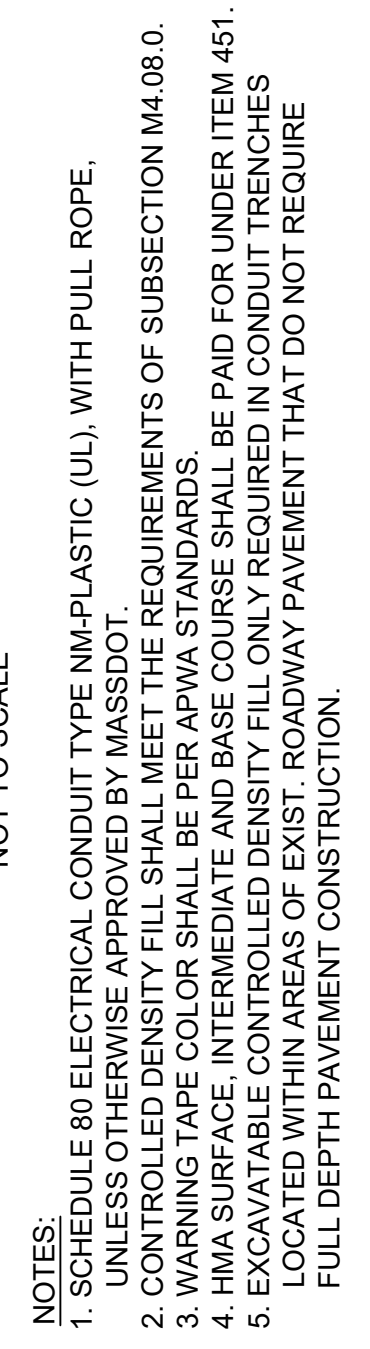 NOT TO SCALE
NOTES:
1. SCHEDULE 80 ELECTRICAL CONDUIT TYPE NM-PLASTIC (UL), WITH PULL ROPE,
UNLESS OTHERWISE APPROVED BY MASSDOT.
2. CONTROLLED DENSITY FILL SHALL MEET THE REQUIREMENTS OF SUBSECTION M4.08.0.
3. WARNING TAPE COLOR SHALL BE PER APWA STANDARDS.
4. HMA SURFACE, INTERMEDIATE AND BASE COURSE SHALL BE PAID FOR UNDER ITEM 451.
5. EXCAVATABLE CONTROLLED DENSITY FILL ONLY REQUIRED IN CONDUIT TRENCHES
LOCATED WITHIN AREAS OF EXIST. ROADWAY PAVEMENT THAT DO NOT REQUIRE
FULL DEPTH PAVEMENT CONSTRUCTION.